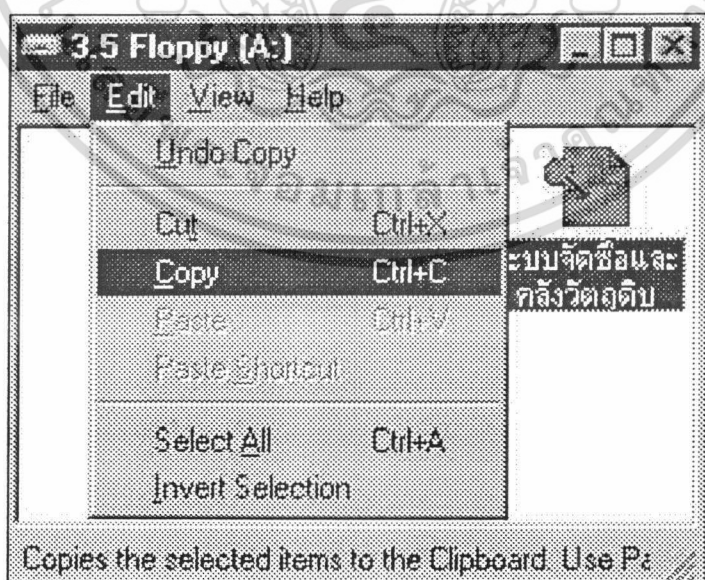 3.5 Floppy (A:)
File Edit View Help
Undo Copy
Cut Ctrl+X
Copy Ctrl+C
Paste Ctrl+V
Paste Shortcut
Select All Ctrl+A
Invert Selection
ะบบจัดซื้อและ
คลังวัตถุดิบ
Copies the selected items to the Clipboard. Use Pa